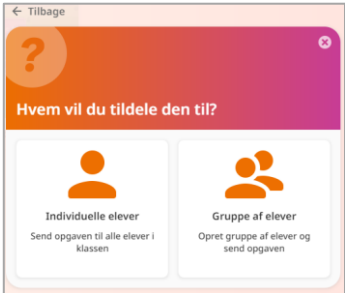 ← Tilbage
?
Hvem vil du tildele den til?
Individuelle elever
Send opgaven til alle elever i
klassen
Gruppe af elever
Opret gruppe af elever og
send opgaven